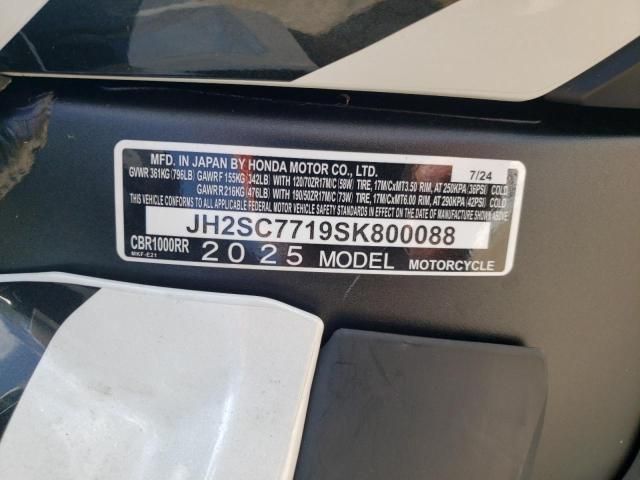 MFD. IN JAPAN BY HONDA MOTOR CO., LTD. 7/24
GVWR 361KG (796LB) GAWR F 155KG (342LB) WITH 120/70ZR17M/C (58W) TIRE, 17M/CxMT3.50 RIM, AT 250KPA (36PSI) COLD
GAWR R 216KG (476LB) WITH 190/50ZR17M/C (73W) TIRE, 17M/CxMT6.00 RIM, AT 290KPA (42PSI) COLD
THIS VEHICLE CONFORMS TO ALL APPLICABLE FEDERAL MOTOR VEHICLE SAFETY STANDARDS IN EFFECT ON THE DATE OF MANUFACTURE SHOWN ABOVE.
JH2SC7719SK800088
CBR1000RR 2025 MODEL MOTORCYCLE
MKF-E21